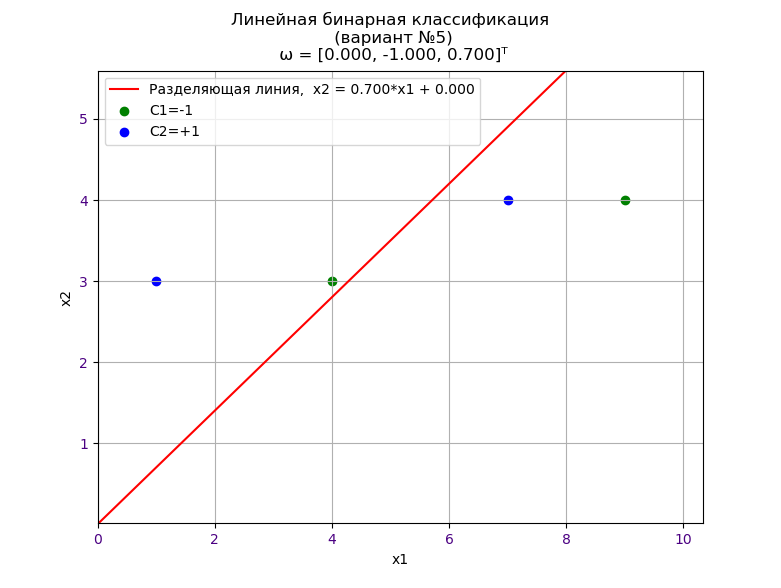 Линейная бинарная классификация
(вариант №5)
ω = [0.000, -1.000, 0.700]ᵀ
Разделяющая линия,  x2 = 0.700*x1 + 0.000
C1=-1
C2=+1
5
4
3
2
1
x2
0
2
4
6
8
10
x1